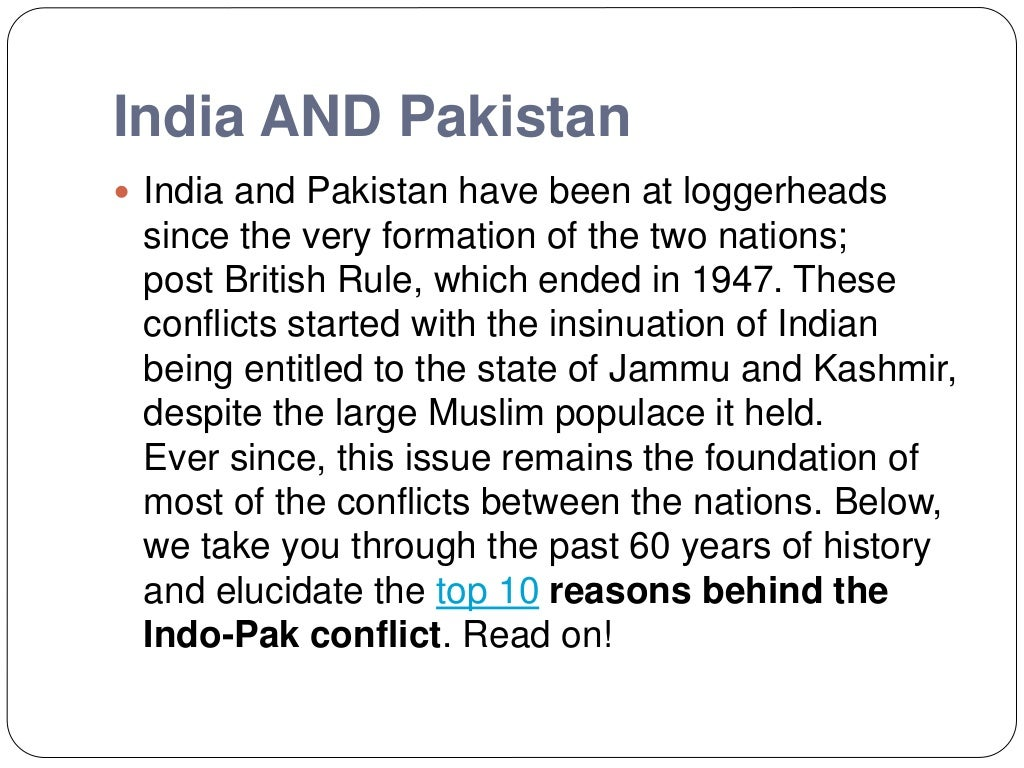 India AND Pakistan
• India and Pakistan have been at loggerheads
since the very formation of the two nations;
post British Rule, which ended in 1947. These
conflicts started with the insinuation of Indian
being entitled to the state of Jammu and Kashmir,
despite the large Muslim populace it held.
Ever since, this issue remains the foundation of
most of the conflicts between the nations. Below,
we take you through the past 60 years of history
and elucidate the top 10 reasons behind the
Indo-Pak conflict. Read on!